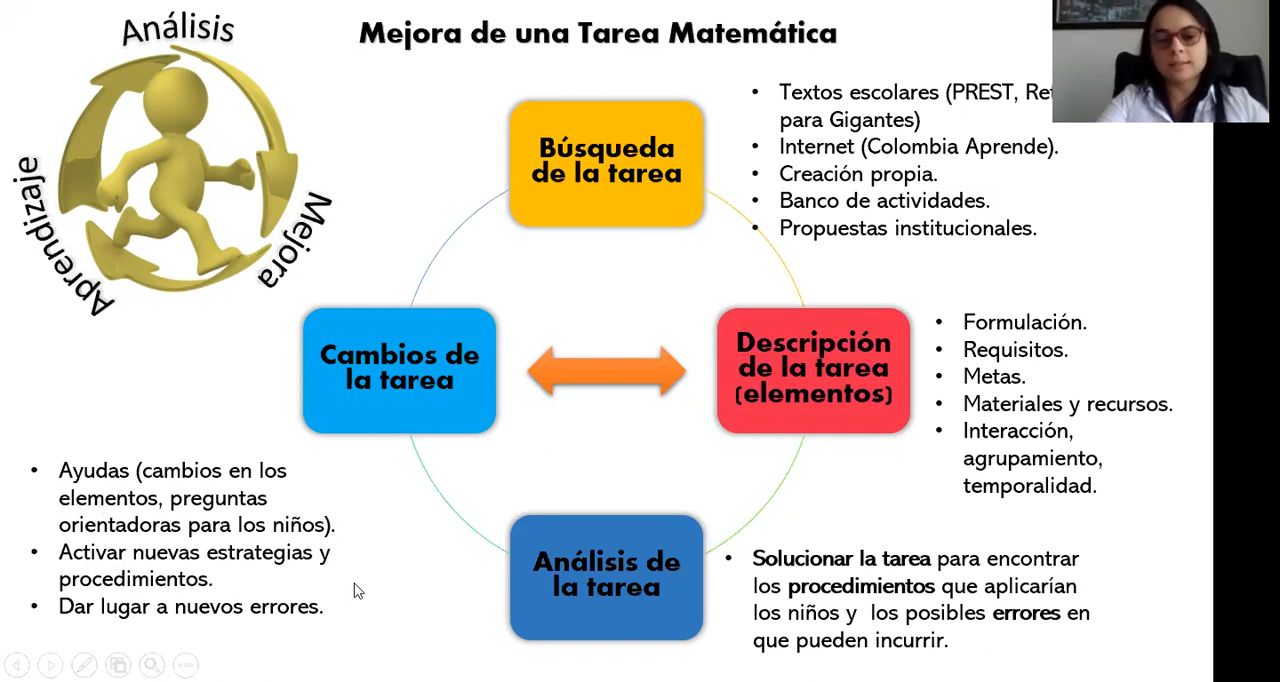 Análisis
Mejora
Aprendizaje
Mejora de una Tarea Matemática
Búsqueda
de la tarea
• Textos escolares (PREST,
para Gigantes)
• Internet (Colombia Aprende).
• Creación propia.
• Banco de actividades.
• Propuestas institucionales.
Cambios de
la tarea
Descripción
de la tarea
(elementos)
• Formulación.
• Requisitos.
• Metas.
• Materiales y recursos.
• Interacción,
agrupamiento,
temporalidad.
• Ayudas (cambios en los
elementos, preguntas
orientadoras para los niños).
• Activar nuevas estrategias y
procedimientos.
• Dar lugar a nuevos errores.
Análisis de
la tarea
• Solucionar la tarea para encontrar
los procedimientos que aplicarían
los niños y los posibles errores en
que pueden incurrir.